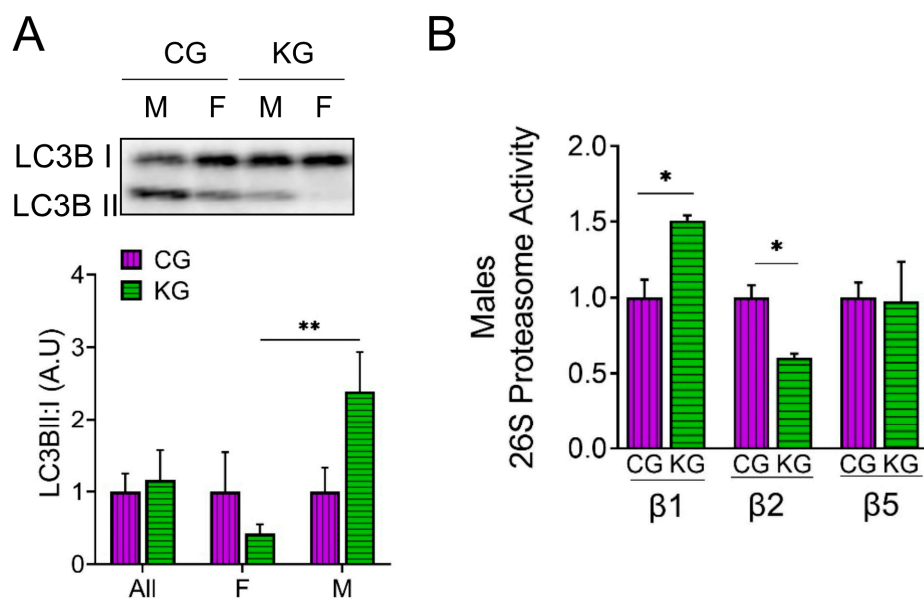 A
CG KG
M F M F
LC3B I
LC3B II
CG
KG
LC3BII:I (A.U)
4
3
2
1
0
**
All F M
B
Males
26S Proteasome Activity
2.0
1.5
1.0
0.5
0.0
*
*
CG KG CG KG CG KG
β1 β2 β5